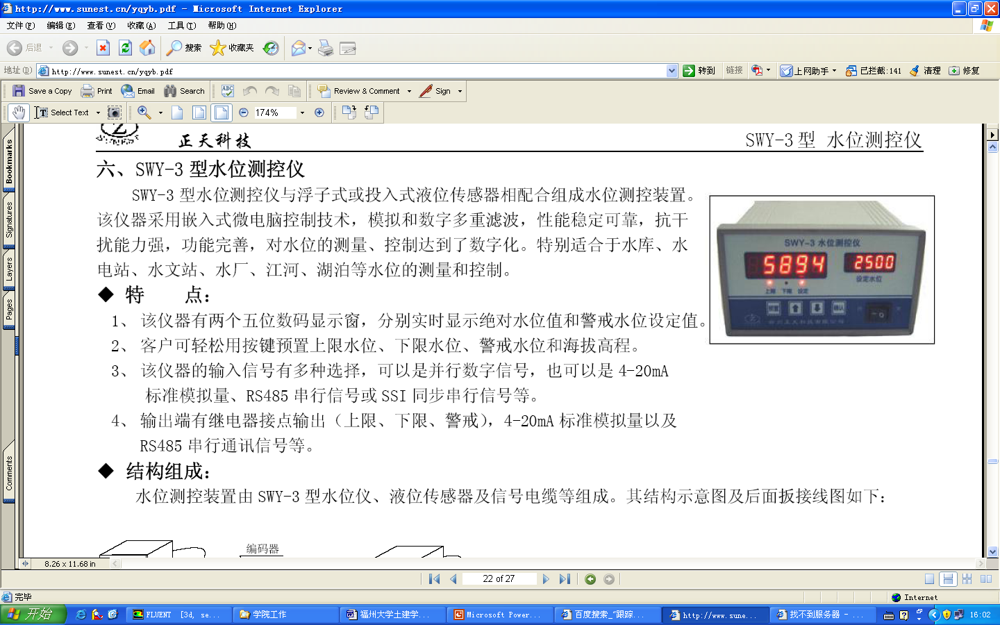 http://www.sunest.cn/yqyb.pdf - Microsoft Internet Explorer
文件(F) 编辑(E) 查看(V) 收藏(A) 工具(T) 帮助(H)
后退 搜索 收藏夹
地址(D) http://www.sunest.cn/yqyb.pdf 转到 链接 上网助手 已拦截:141 清理 修复
Save a Copy Print Email Search Review & Comment Sign
Select Text 174%
正天科技 SWY-3型 水位测控仪
六、SWY-3 型水位测控仪
SWY-3 型水位测控仪与浮子式或投入式液位传感器相配合组成水位测控装置。
该仪器采用嵌入式微电脑控制技术，模拟和数字多重滤波，性能稳定可靠，抗干
扰能力强，功能完善，对水位的测量、控制达到了数字化。特别适合于水库、水
电站、水文站、水厂、江河、湖泊等水位的测量和控制。
SWY-3 水位测控仪
5894 2500
设定水位
上限 下限 设定
预置 确认
◆ 特 点：
1、 该仪器有两个五位数码显示窗，分别实时显示绝对水位值和警戒水位设定值。
2、 客户可轻松用按键预置上限水位、下限水位、警戒水位和海拔高程。
3、 该仪器的输入信号有多种选择，可以是并行数字信号，也可以是 4-20mA
标准模拟量、RS485 串行信号或 SSI 同步串行信号等。
4、 输出端有继电器接点输出（上限、下限、警戒），4-20mA 标准模拟量以及
RS485 串行通讯信号等。
◆ 结构组成：
水位测控装置由 SWY-3 型水位仪、液位传感器及信号电缆等组成。其结构示意图及后面扳接线图如下：
编码器
Bookmarks
Signatures
Layers
Pages
Comments
8.26 x 11.68 in
22 of 27
完毕 Internet
开始 FLUENT [3d, se... 学院工作 福州大学土建学... Microsoft Power... 百度搜索_“跟踪... http://www.sune... 找不到服务器 - ... 16:02